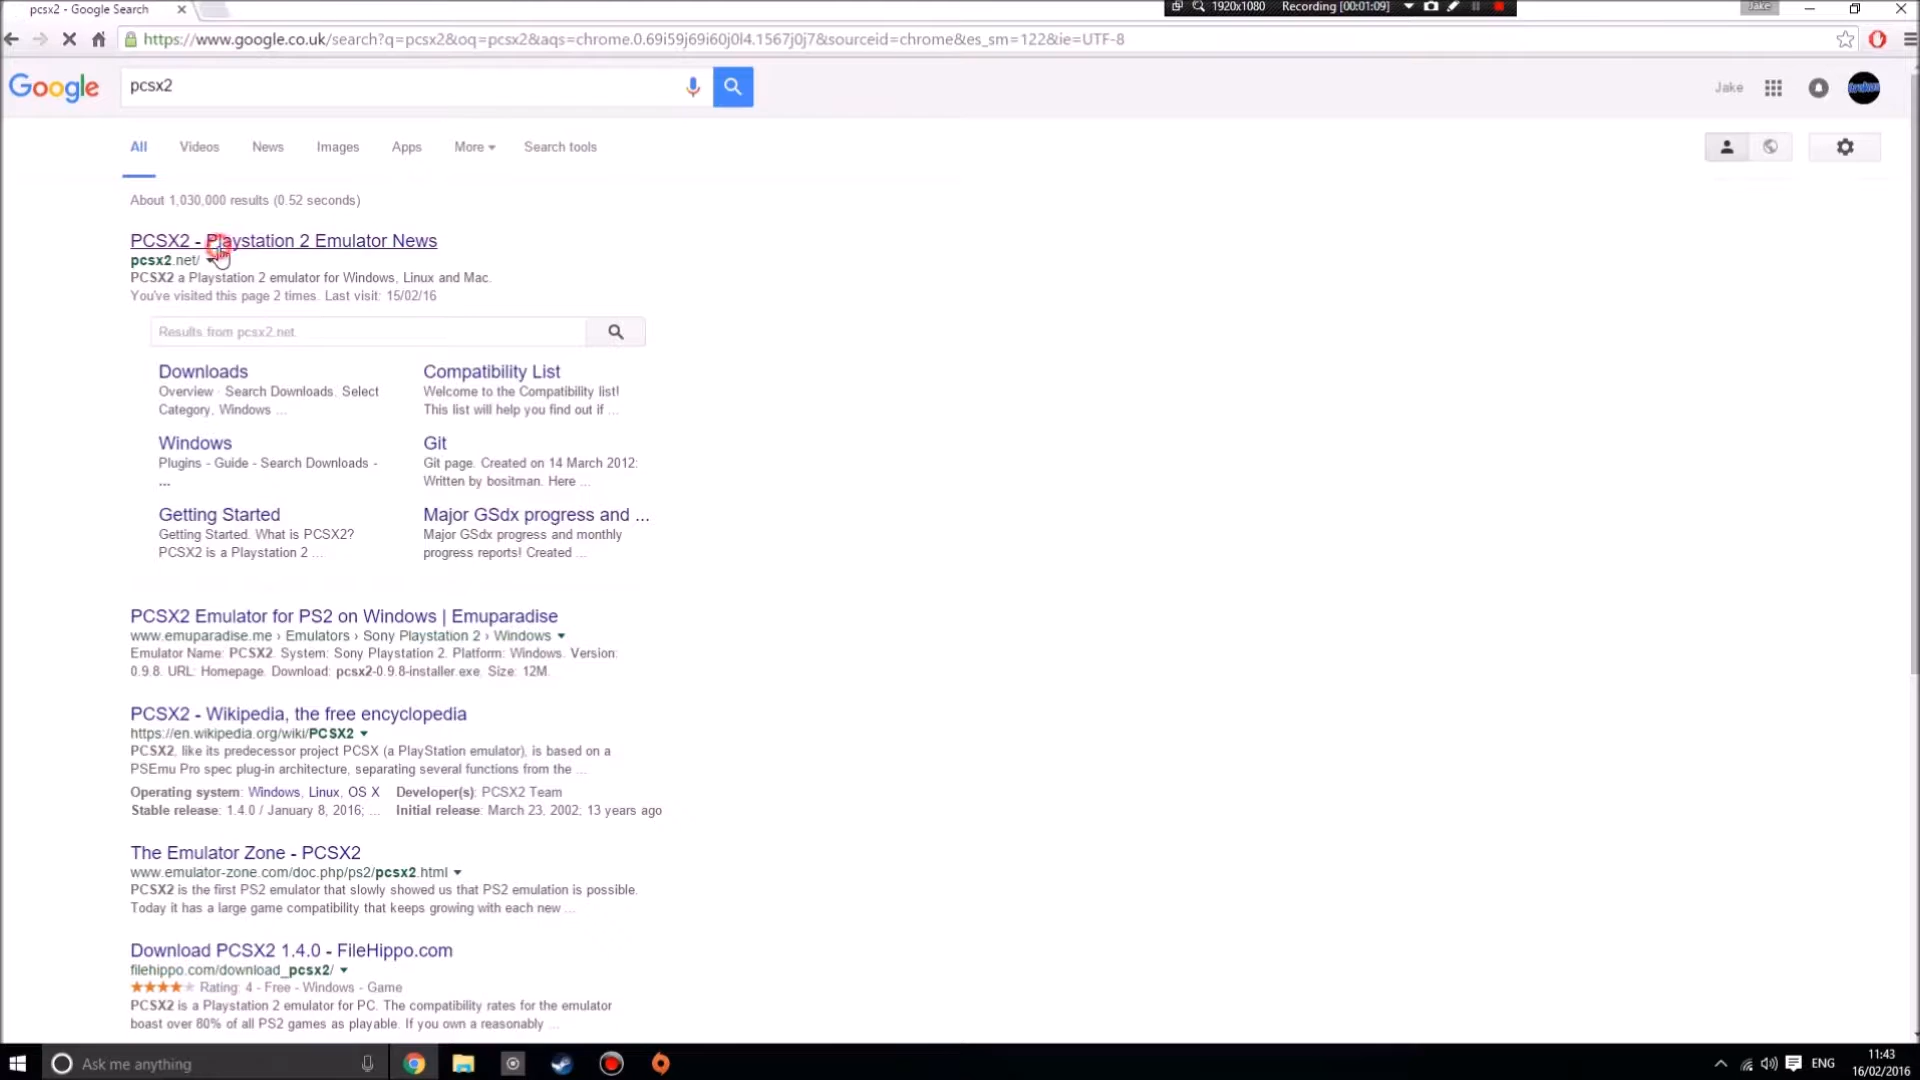 pcsx2 - Google Search
1920x1080 Recording [00:01:09]
Jake
https://www.google.co.uk/search?q=pcsx2&oq=pcsx2&aqs=chrome.0.69i59j69i60j0l4.1567j0j7&sourceid=chrome&es_sm=122&ie=UTF-8
Google
pcsx2
Jake
All Videos News Images Apps More Search tools
About 1,030,000 results (0.52 seconds)
PCSX2 - Playstation 2 Emulator News
pcsx2.net/
PCSX2 a Playstation 2 emulator for Windows, Linux and Mac.
You've visited this page 2 times. Last visit: 15/02/16
Results from pcsx2.net
Downloads
Overview · Search Downloads. Select
Category, Windows ...
Compatibility List
Welcome to the Compatibility list!
This list will help you find out if ...
Windows
Plugins - Guide - Search Downloads -
...
Git
Git page. Created on 14 March 2012:
Written by bositman. Here ...
Getting Started
Getting Started. What is PCSX2?
PCSX2 is a Playstation 2 ...
Major GSdx progress and ...
Major GSdx progress and monthly
progress reports! Created ...
PCSX2 Emulator for PS2 on Windows | Emuparadise
www.emuparadise.me › Emulators › Sony Playstation 2 › Windows
Emulator Name: PCSX2. System: Sony Playstation 2. Platform: Windows. Version:
0.9.8. URL: Homepage. Download: pcsx2-0.9.8-installer.exe. Size: 12M.
PCSX2 - Wikipedia, the free encyclopedia
https://en.wikipedia.org/wiki/PCSX2
PCSX2, like its predecessor project PCSX (a PlayStation emulator), is based on a
PSEmu Pro spec plug-in architecture, separating several functions from the ...
Operating system: Windows, Linux, OS X Developer(s): PCSX2 Team
Stable release: 1.4.0 / January 8, 2016; ... Initial release: March 23, 2002; 13 years ago
The Emulator Zone - PCSX2
www.emulator-zone.com/doc.php/ps2/pcsx2.html
PCSX2 is the first PS2 emulator that slowly showed us that PS2 emulation is possible.
Today it has a large game compatibility that keeps growing with each new ...
Download PCSX2 1.4.0 - FileHippo.com
filehippo.com/download_pcsx2/
Rating: 4 - Free - Windows - Game
PCSX2 is a Playstation 2 emulator for PC. The compatibility rates for the emulator
boast over 80% of all PS2 games as playable. If you own a reasonably ...
Ask me anything
ENG
11:43
16/02/2016